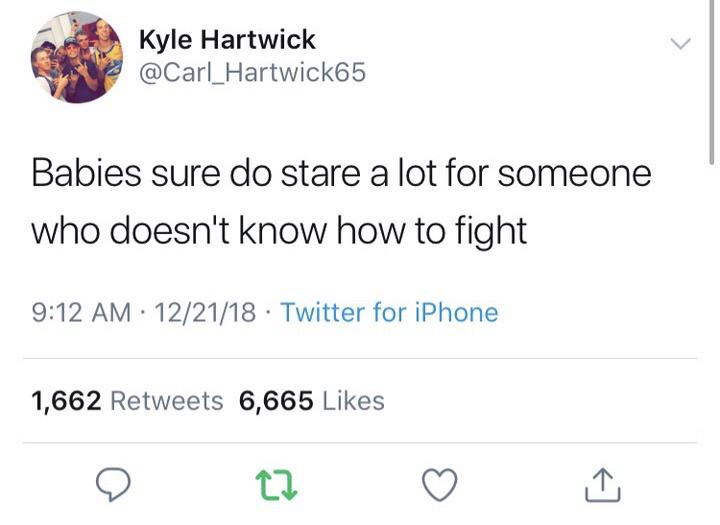 Kyle Hartwick
@Carl_Hartwick65
Babies sure do stare a lot for someone
who doesn't know how to fight
9:12 AM · 12/21/18 · Twitter for iPhone
1,662 Retweets 6,665 Likes